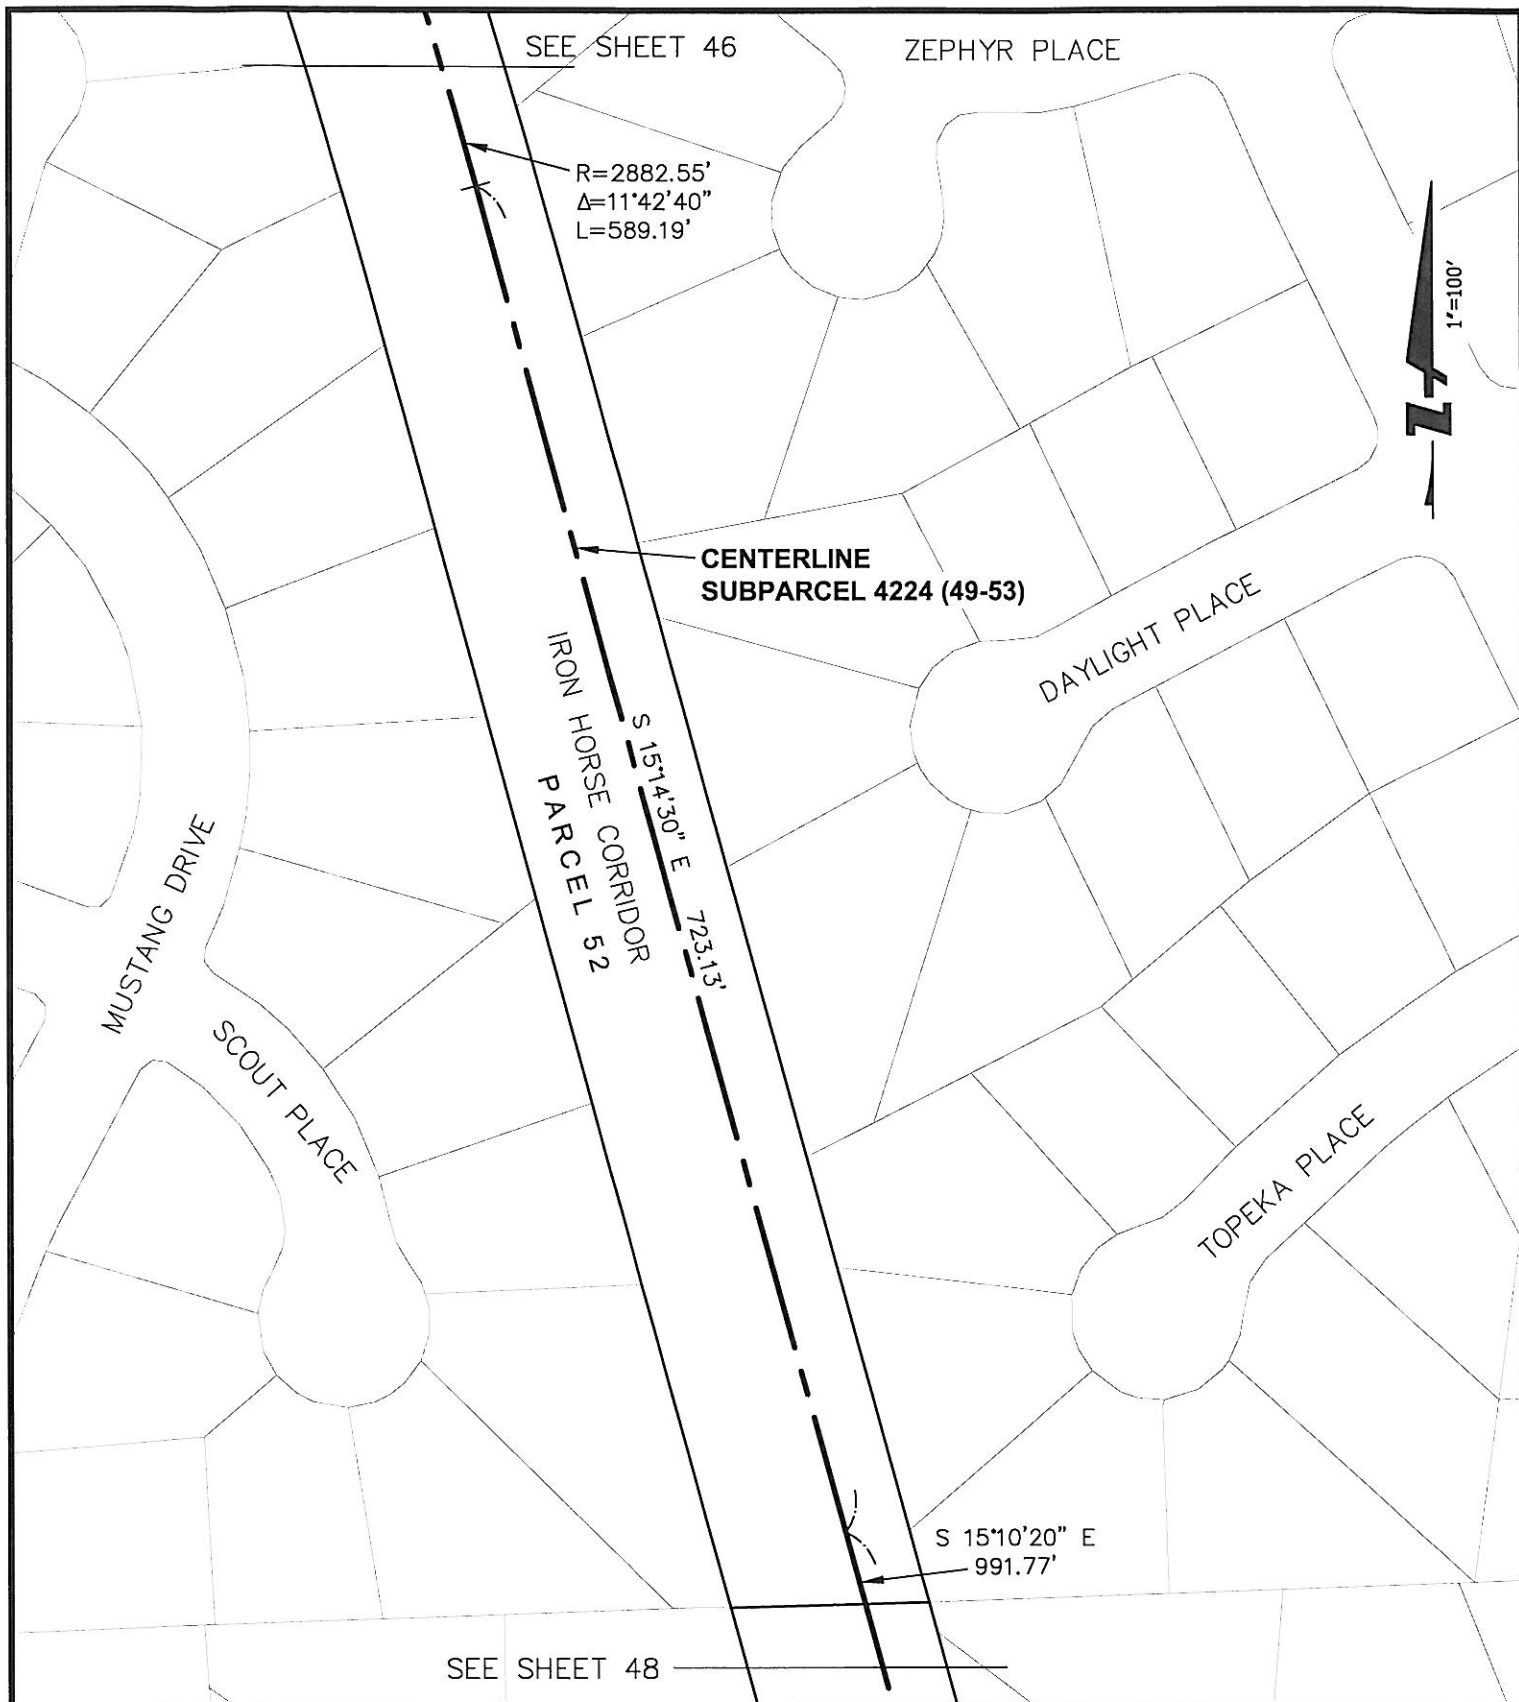 SEE SHEET 46
ZEPHYR PLACE
R=2882.55'
Δ=11°42'40"
L=589.19'
1"=100'
N
CENTERLINE
SUBPARCEL 4224 (49-53)
DAYLIGHT PLACE
IRON HORSE CORRIDOR
PARCEL 52
S 15°14'30" E 723.13'
MUSTANG DRIVE
SCOUT PLACE
TOPEKA PLACE
S 15°10'20" E
991.77'
SEE SHEET 48